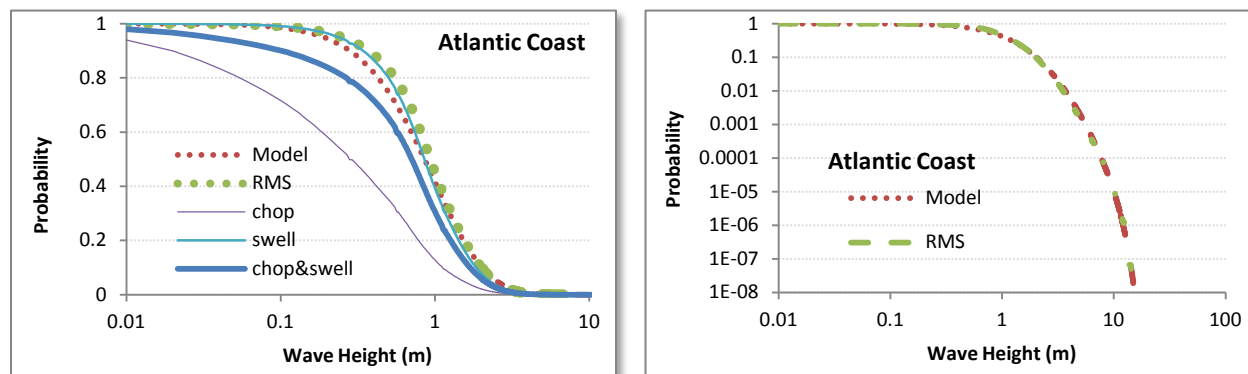 Atlantic Coast
Probability
1
0.8
0.6
0.4
0.2
0
Model
RMS
chop
swell
chop&swell
0.01
0.1
1
10
Wave Height (m)
Probability
1
0.1
0.01
0.001
0.0001
1E-05
1E-06
1E-07
1E-08
Atlantic Coast
Model
RMS
0.01
0.1
1
10
100
Wave Height (m)